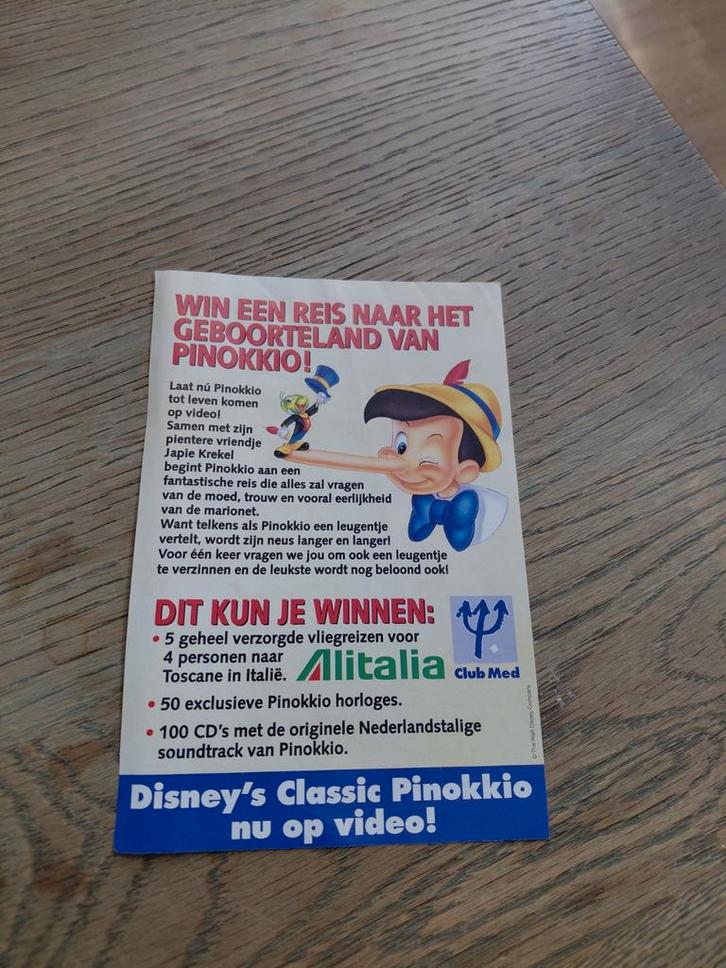 WIN EEN REIS NAAR HET
GEBOORTELAND VAN
PINOKKIO!
Laat nú Pinokkio
tot leven komen
op video!
Samen met zijn
pientere vriendje
Japie Krekel
begint Pinokkio aan een
fantastische reis die alles zal vragen
van de moed, trouw en vooral eerlijkheid
van de marionet.
Want telkens als Pinokkio een leugentje
vertelt, wordt zijn neus langer en langer!
Voor één keer vragen we jou om ook een leugentje
te verzinnen en de leukste wordt nog beloond ook!
DIT KUN JE WINNEN:
• 5 geheel verzorgde vliegreizen voor
4 personen naar
Toscane in Italië.
Alitalia
Club Med
• 50 exclusieve Pinokkio horloges.
• 100 CD's met de originele Nederlandstalige
soundtrack van Pinokkio.
© The Walt Disney Company
Disney's Classic Pinokkio
nu op video!